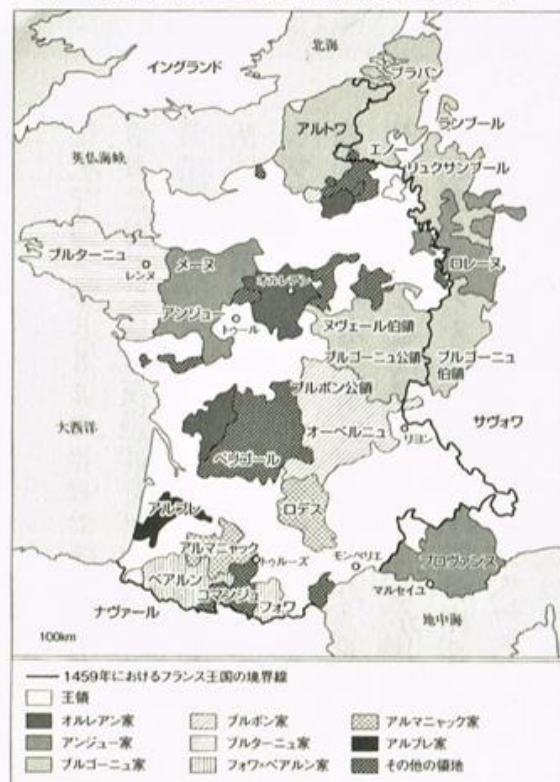 北海
イングランド
ブラバン
アルトワ
ランブール
エノー
リュクサンブール
英仏海峡
ブルターニュ
レンヌ
メーヌ
オルレアン
ロレーヌ
アンジュー
トゥール
ヌヴェール伯領
ブルゴーニュ公領
ブルゴーニュ
伯領
ブルボン公領
大西洋
オーベルニュ
サヴォワ
リヨン
ペリゴール
アルブレ
ロデス
アルマニャック
モンペリエ
プロヴァンス
トゥルーズ
ベアルン
コマンジュ
マルセイユ
ナヴァール
フォワ
地中海
100km
1459年におけるフランス王国の境界線
王領
オルレアン家
ブルボン家
アルマニャック家
アンジュー家
ブルターニュ家
アルブレ家
ブルゴーニュ家
フォワ＝ベアルン家
その他の領地